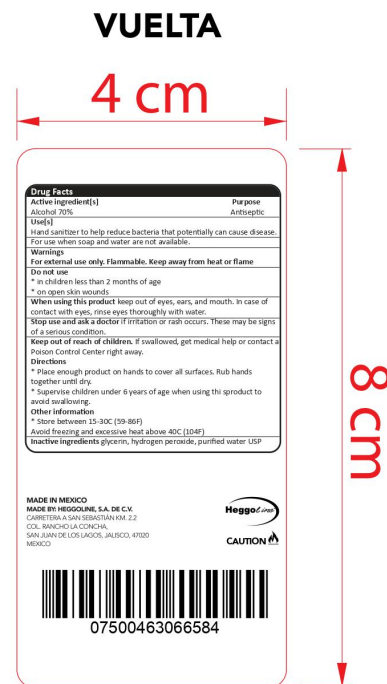 VUELTA
4 cm
8 cm
Drug Facts
Active ingredient[s] Purpose
Alcohol 70% Antiseptic
Use[s]
Hand sanitizer to help reduce bacteria that potentially can cause disease.
For use when soap and water are not available.
Warnings
For external use only. Flammable. Keep away from heat or flame
Do not use
* in children less than 2 months of age
* on open skin wounds
When using this product keep out of eyes, ears, and mouth. In case of
contact with eyes, rinse eyes thoroughly with water.
Stop use and ask a doctor if irritation or rash occurs. These may be signs
of a serious condition.
Keep out of reach of children. If swallowed, get medical help or contact a
Poison Control Center right away.
Directions
* Place enough product on hands to cover all surfaces. Rub hands
together until dry.
* Supervise children under 6 years of age when using thi sproduct to
avoid swallowing.
Other information
* Store between 15-30C (59-86F)
Avoid freezing and excessive heat above 40C (104F)
Inactive ingredients glycerin, hydrogen peroxide, purified water USP
MADE IN MEXICO
MADE BY: HEGGOLINE, S.A. DE C.V.
CARRETERA A SAN SEBASTIÁN KM. 2.2
COL. RANCHO LA CONCHA,
SAN JUAN DE LOS LAGOS, JALISCO, 47020
MEXICO
Heggoline
CAUTION
07500463066584